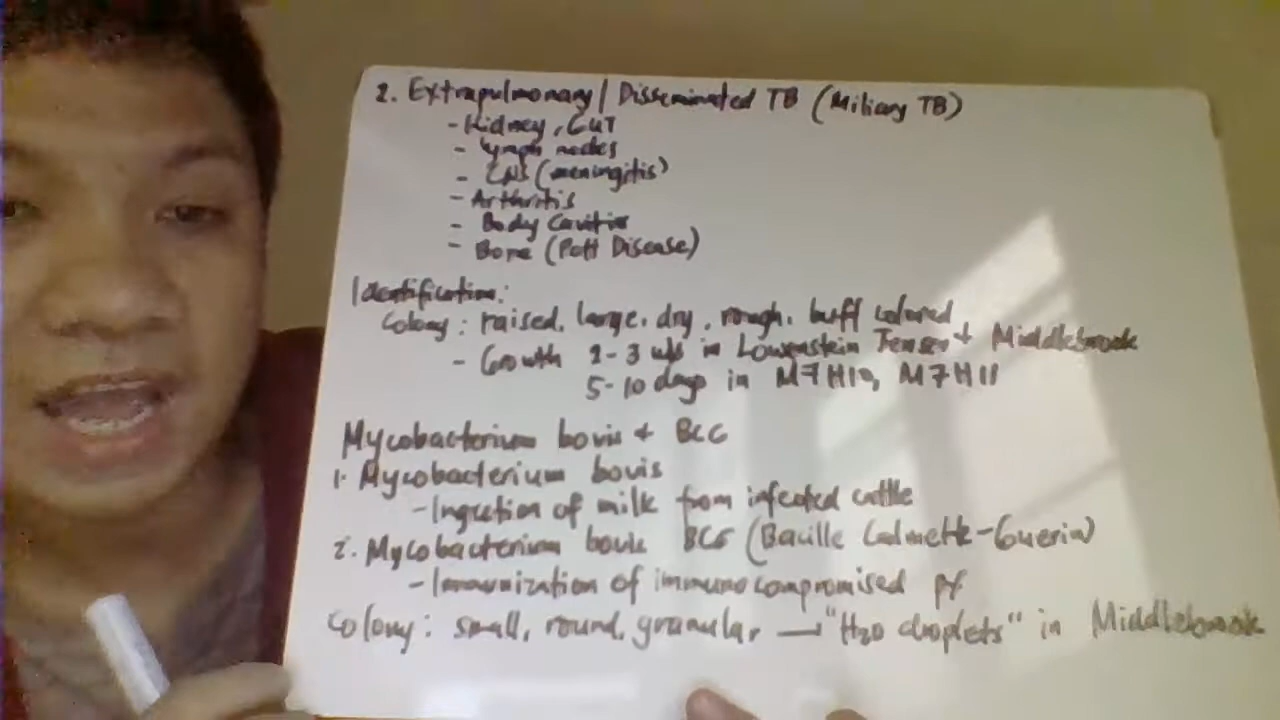 2. Extrapulmonary / Disseminated TB (Miliary TB)
- Kidney, GUT
- Lymph nodes
- CNS (meningitis)
- Arthritis
- Body Cavities
- Bone (Pott Disease)
Identification:
Colony: raised, large, dry, rough, buff colored
- Growth 2-3 wks in Lowenstein Jensen + Middlebrook
5-10 days in M7H10, M7H11
Mycobacterium bovis + BCG
1. Mycobacterium bovis
- Ingestion of milk from infected cattle
2. Mycobacterium bovis BCG (Bacille Calmette-Guerin)
- Immunization of immunocompromised px
Colony: small, round, granular, → "H2O droplets" in Middlebrook